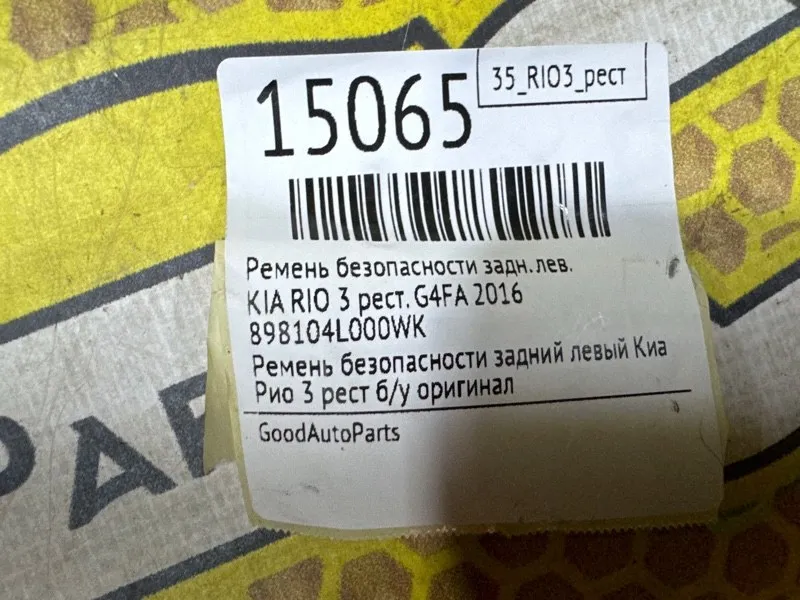 15065
35_RIO3_рест
Ремень безопасности задн.лев.
KIA RIO 3 рест. G4FA 2016
898104L000WK
Ремень безопасности задний левый Киа
Рио 3 рест б/у оригинал
GoodAutoParts